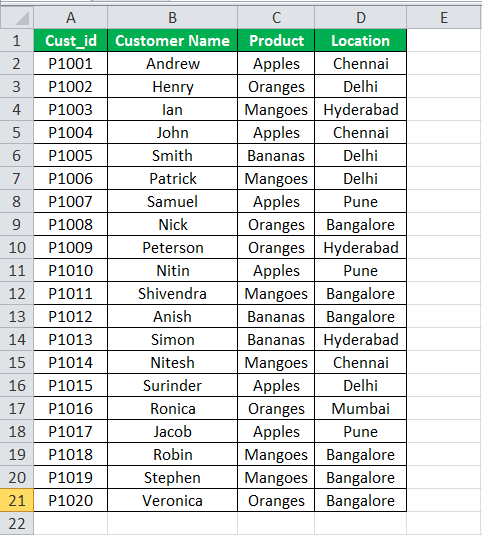 A B C D E
1 Cust_id Customer Name Product Location
2 P1001 Andrew Apples Chennai
3 P1002 Henry Oranges Delhi
4 P1003 Ian Mangoes Hyderabad
5 P1004 John Apples Chennai
6 P1005 Smith Bananas Delhi
7 P1006 Patrick Mangoes Delhi
8 P1007 Samuel Apples Pune
9 P1008 Nick Oranges Bangalore
10 P1009 Peterson Oranges Hyderabad
11 P1010 Nitin Apples Pune
12 P1011 Shivendra Mangoes Bangalore
13 P1012 Anish Bananas Bangalore
14 P1013 Simon Bananas Hyderabad
15 P1014 Nitesh Mangoes Chennai
16 P1015 Surinder Apples Delhi
17 P1016 Ronica Oranges Mumbai
18 P1017 Jacob Apples Pune
19 P1018 Robin Mangoes Bangalore
20 P1019 Stephen Mangoes Bangalore
21 P1020 Veronica Oranges Bangalore
22